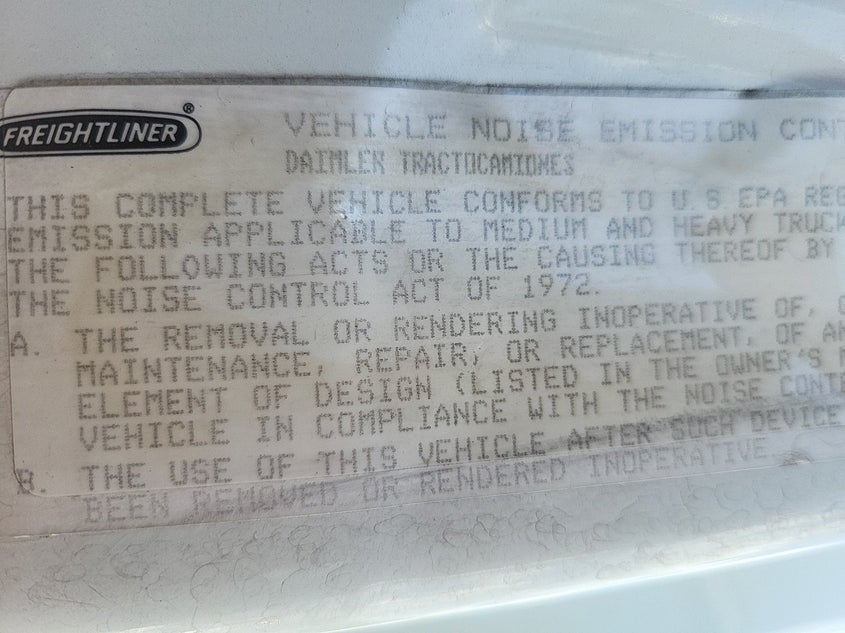 FREIGHTLINER ®
VEHICLE NOISE EMISSION CONT
DAIMLER TRACTOCAMIONES
THIS COMPLETE VEHICLE CONFORMS TO U.S EPA REG
EMISSION APPLICABLE TO MEDIUM AND HEAVY TRUCK
THE FOLLOWING ACTS OR THE CAUSING THEREOF BY
THE NOISE CONTROL ACT OF 1972.
A. THE REMOVAL OR RENDERING INOPERATIVE OF, O
MAINTENANCE, REPAIR, OR REPLACEMENT, OF AN
ELEMENT OF DESIGN (LISTED IN THE OWNER'S M
VEHICLE IN COMPLIANCE WITH THE NOISE CONTR
B. THE USE OF THIS VEHICLE AFTER SUCH DEVICE
BEEN REMOVED OR RENDERED INOPERATIVE.